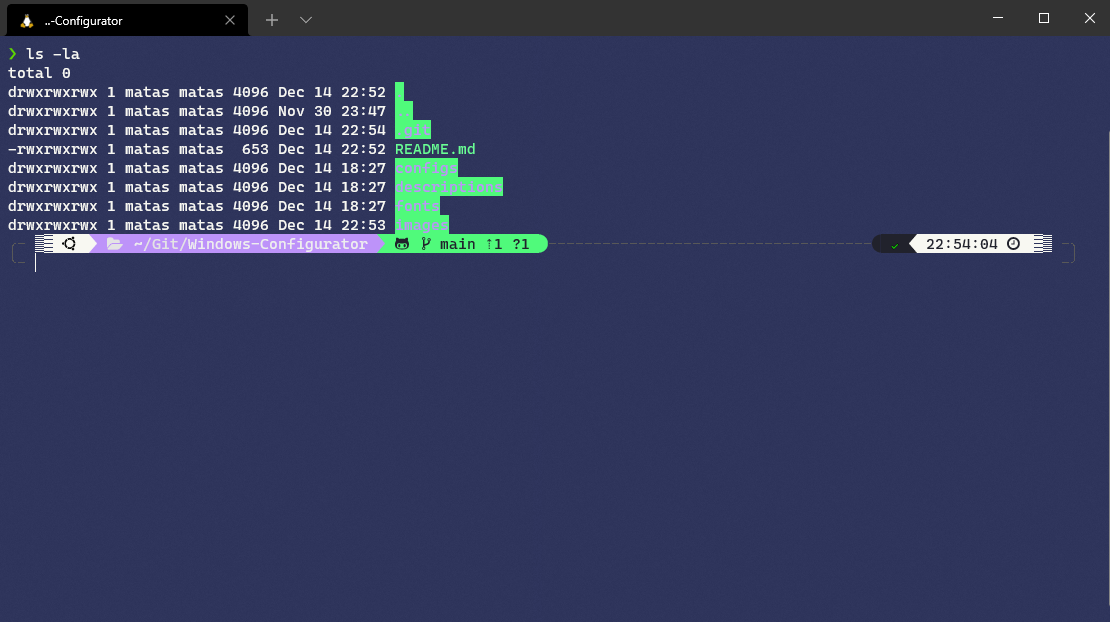 ..-Configurator
❯ ls -la
total 0
drwxrwxrwx 1 matas matas 4096 Dec 14 22:52 .
drwxrwxrwx 1 matas matas 4096 Nov 30 23:47 ..
drwxrwxrwx 1 matas matas 4096 Dec 14 22:54 .git
-rwxrwxrwx 1 matas matas  653 Dec 14 22:52 README.md
drwxrwxrwx 1 matas matas 4096 Dec 14 18:27 configs
drwxrwxrwx 1 matas matas 4096 Dec 14 18:27 descriptions
drwxrwxrwx 1 matas matas 4096 Dec 14 18:27 fonts
drwxrwxrwx 1 matas matas 4096 Dec 14 22:53 images
~/Git/Windows-Configurator main ↑1 ?1 ✓ 22:54:04